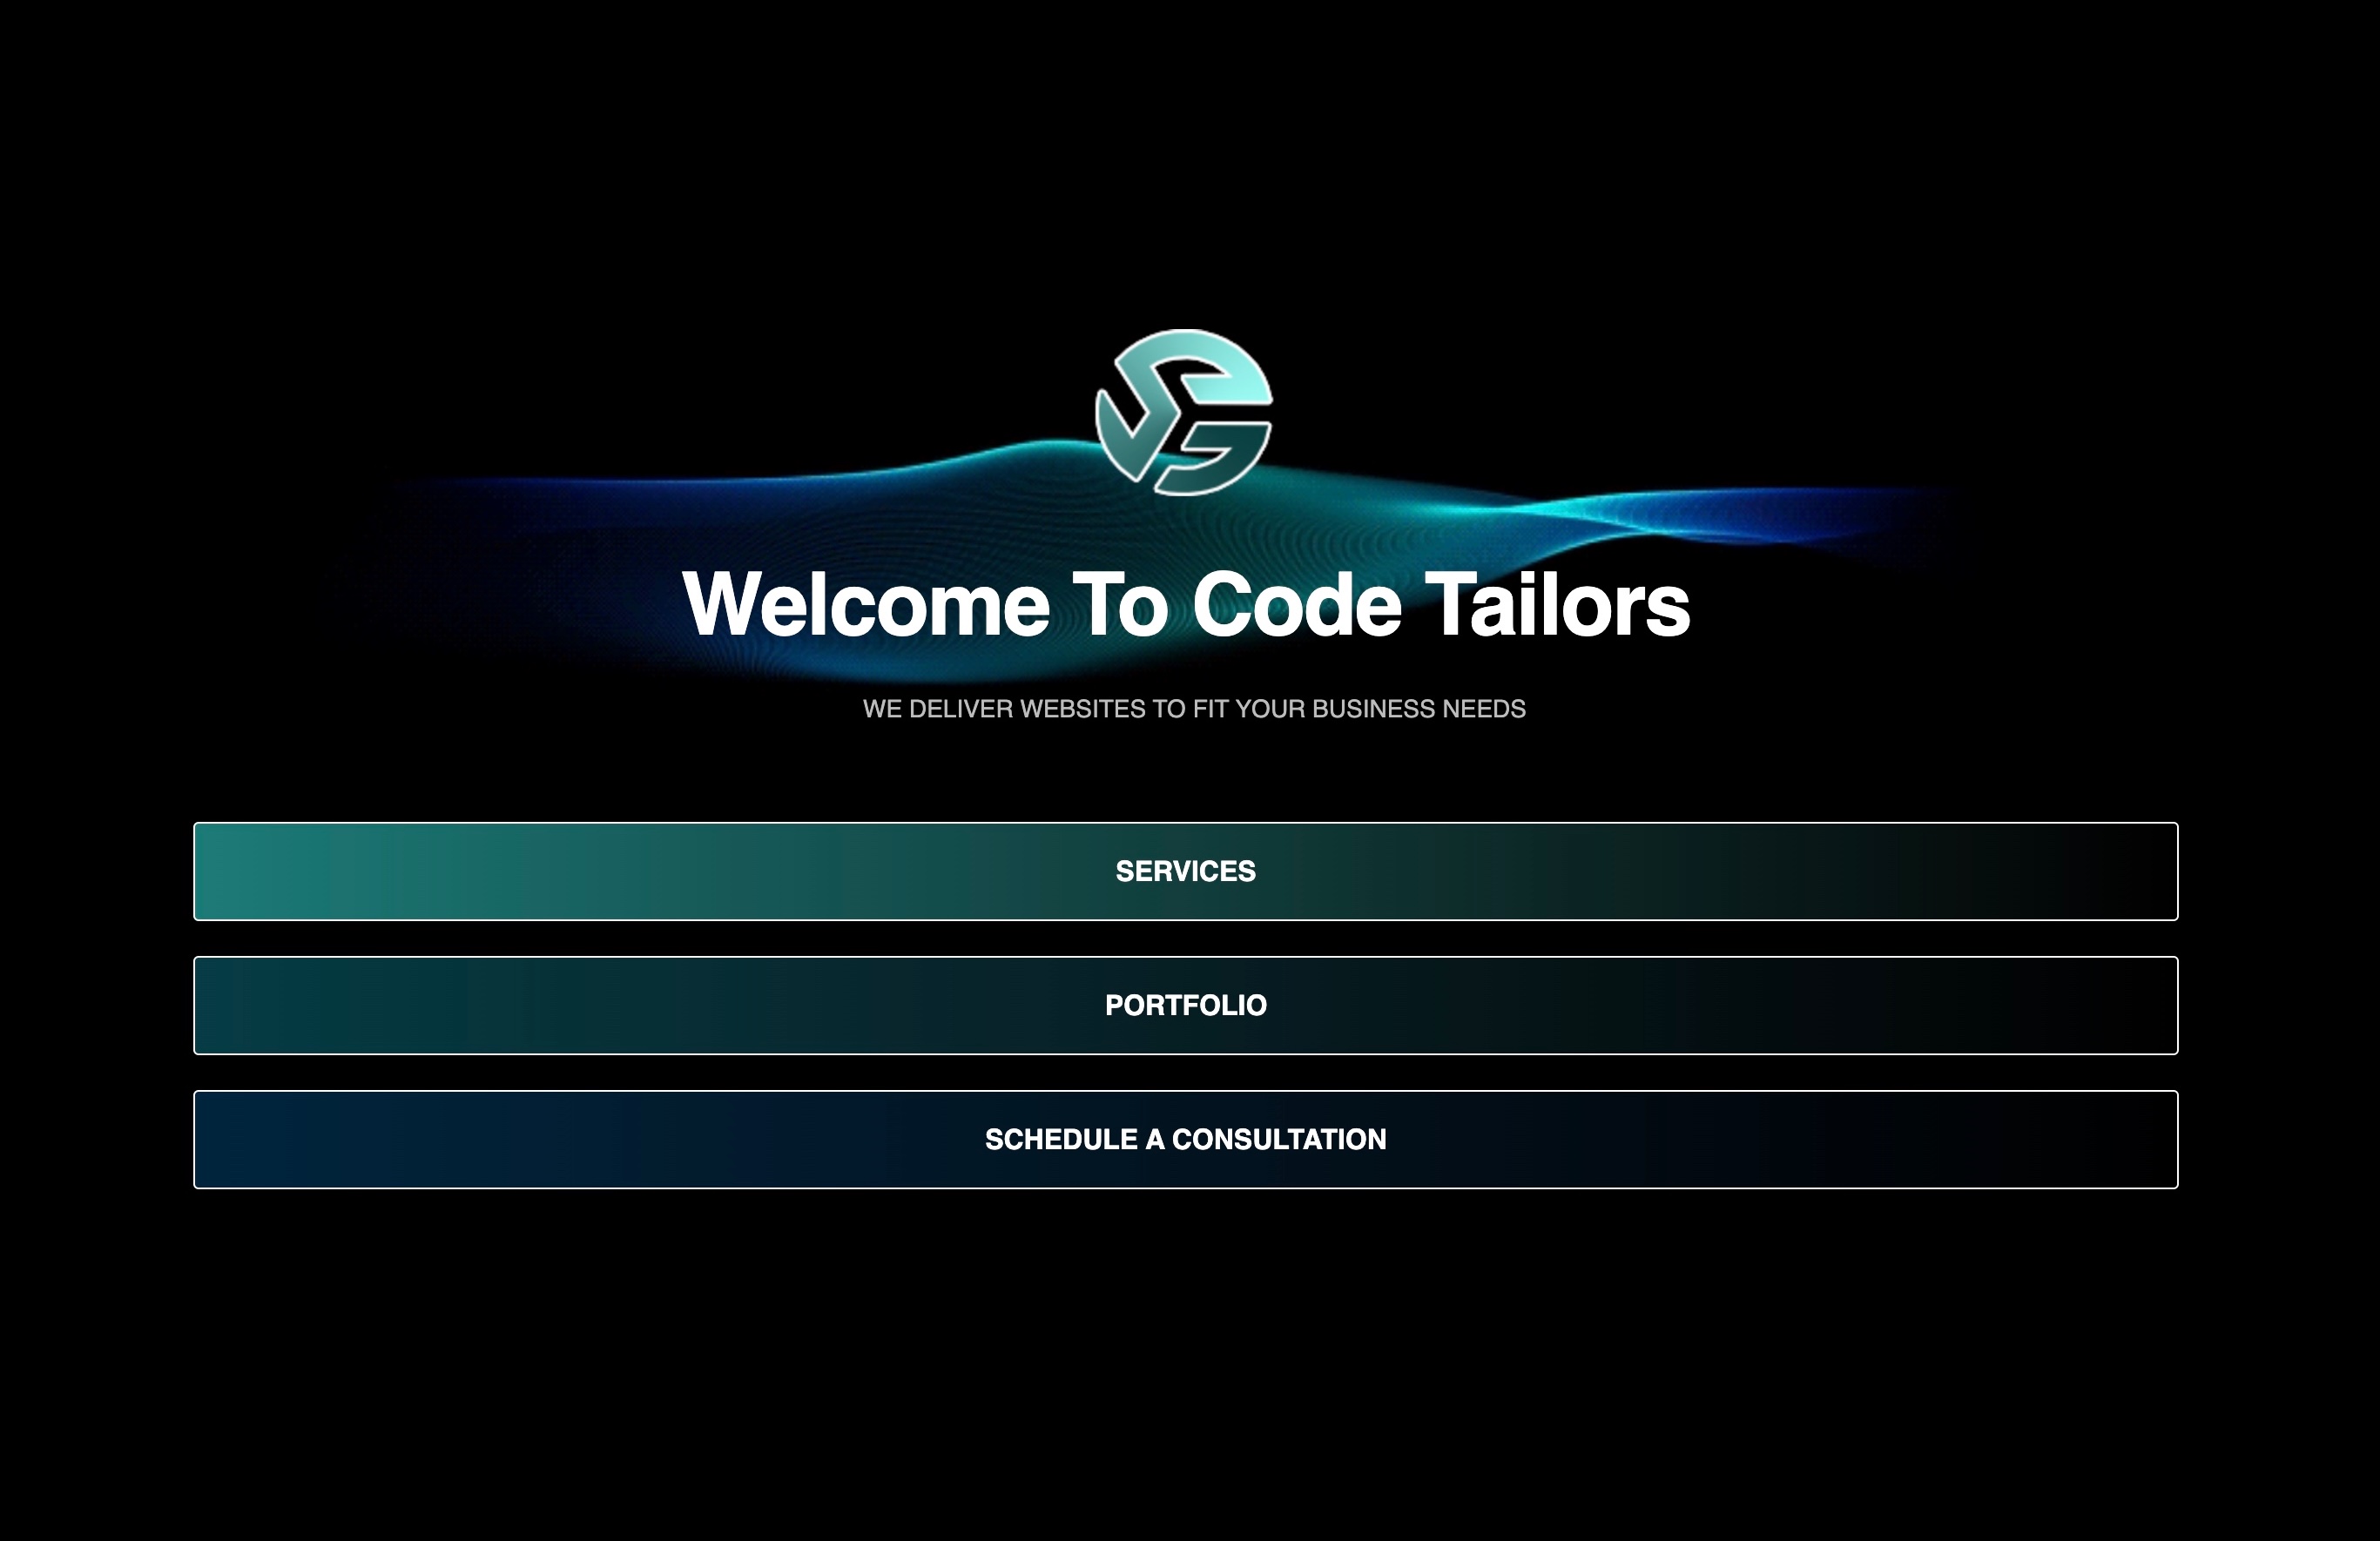 Welcome To Code Tailors
WE DELIVER WEBSITES TO FIT YOUR BUSINESS NEEDS
SERVICES
PORTFOLIO
SCHEDULE A CONSULTATION